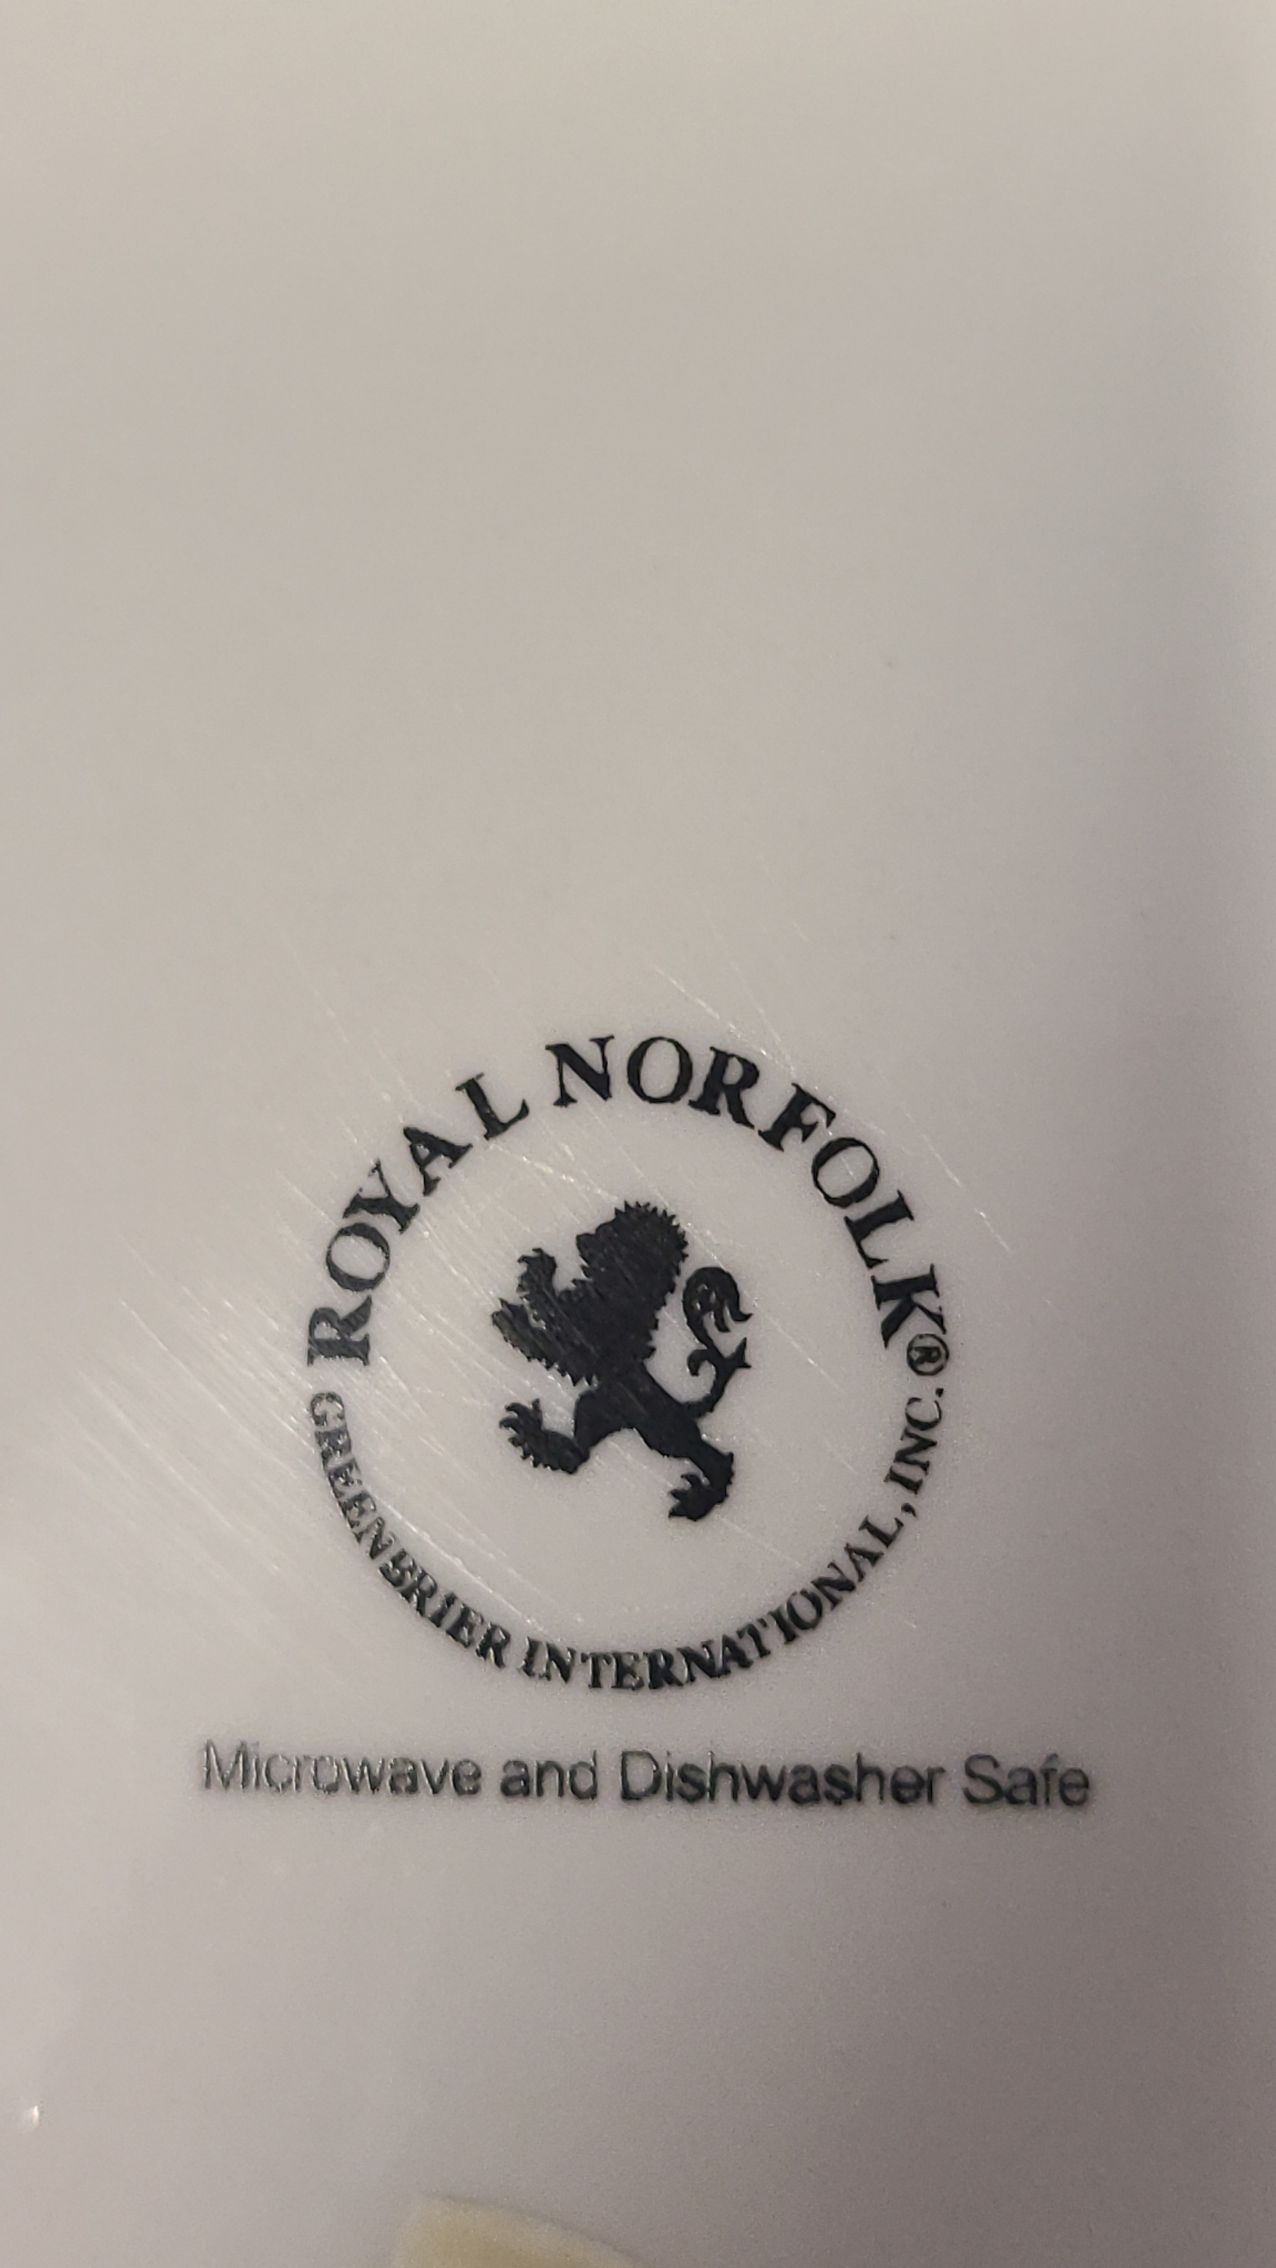 ROYAL NORFOLK®
GREENBRIER INTERNATIONAL, INC.
Microwave and Dishwasher Safe